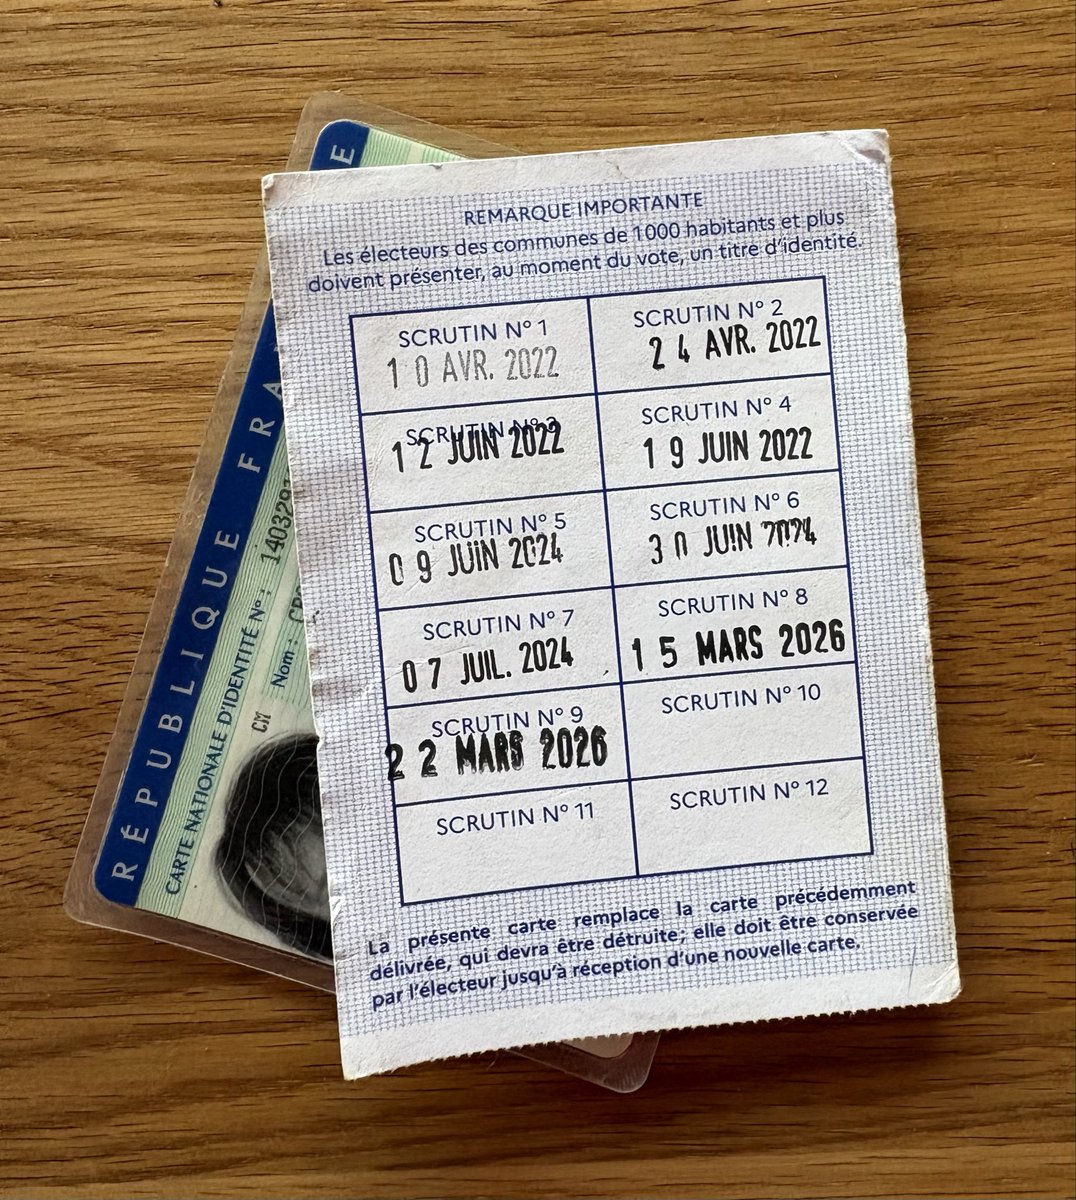 REMARQUE IMPORTANTE
Les électeurs des communes de 1000 habitants et plus
doivent présenter, au moment du vote, un titre d'identité.
SCRUTIN N° 1
10 AVR. 2022
SCRUTIN N° 2
24 AVR. 2022
SCRUTIN N° 3
12 JUIN 2022
SCRUTIN N° 4
19 JUIN 2022
SCRUTIN N° 5
09 JUIN 2024
SCRUTIN N° 6
30 JUIN 2024
SCRUTIN N° 7
07 JUIL. 2024
SCRUTIN N° 8
15 MARS 2026
SCRUTIN N° 9
22 MARS 2026
SCRUTIN N° 10
SCRUTIN N° 11
SCRUTIN N° 12
La présente carte remplace la carte précédemment
délivrée, qui devra être détruite; elle doit être conservée
par l'électeur jusqu'à réception d'une nouvelle carte.
RÉPUBLIQUE FRA E
CARTE NATIONALE D'IDENTITÉ N° : 140329
Nom :